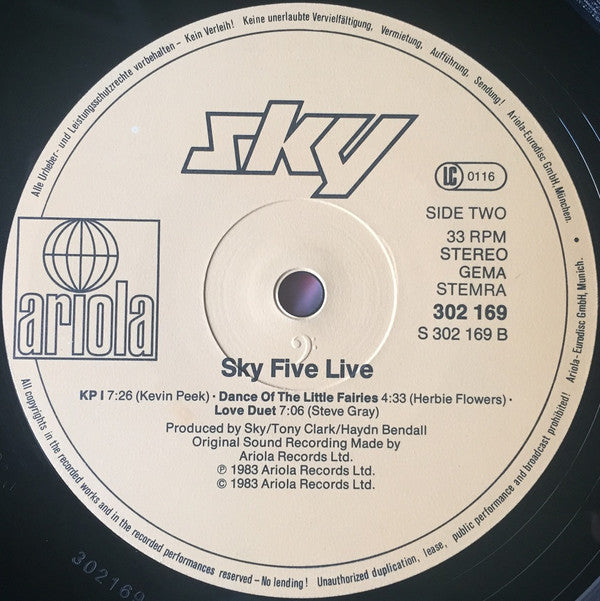 Alle Urheber- und Leistungsschutzrechte vorbehalten – Kein Verleih! Keine unerlaubte Vervielfältigung, Vermietung, Aufführung, Sendung! Ariola-Eurodisc GmbH, München.
sky
LC 0116
SIDE TWO
33 RPM
STEREO
GEMA
STEMRA
302 169
S 302 169 B
ariola
Sky Five Live
KP I 7:26 (Kevin Peek) · Dance Of The Little Fairies 4:33 (Herbie Flowers) ·
Love Duet 7:06 (Steve Gray)
Produced by Sky/Tony Clark/Haydn Bendall
Original Sound Recording Made by
Ariola Records Ltd.
℗ 1983 Ariola Records Ltd.
© 1983 Ariola Records Ltd.
All copyrights in the recorded works and in the recorded performances reserved – No lending! Unauthorized duplication, lease, public performance and broadcast prohibited! Ariola - Eurodisc GmbH, Munich.
302169